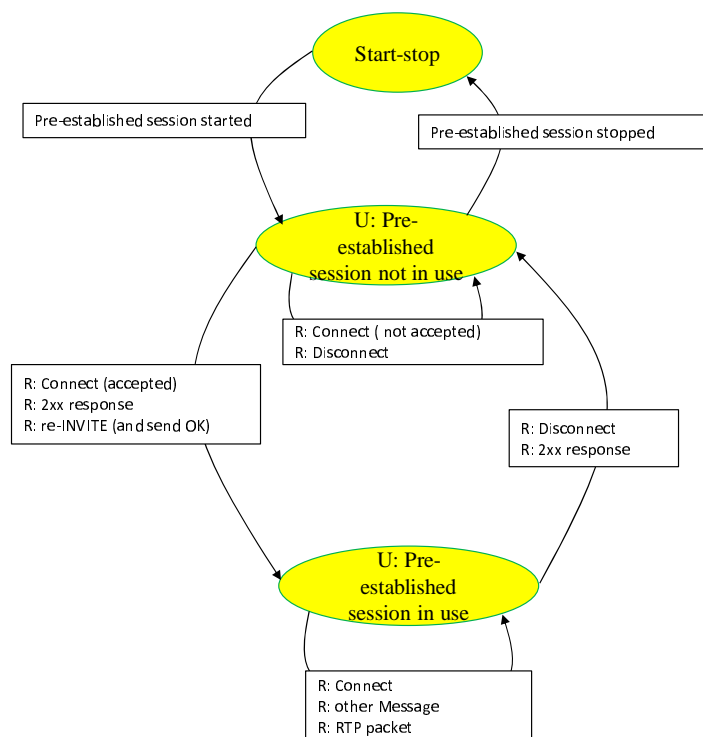 Start-stop
Pre-established session started
Pre-established session stopped
U: Pre-
established
session not in use
R: Connect ( not accepted)
R: Disconnect
R: Connect (accepted)
R: 2xx response
R: re-INVITE (and send OK)
R: Disconnect
R: 2xx response
U: Pre-
established
session in use
R: Connect
R: other Message
R: RTP packet